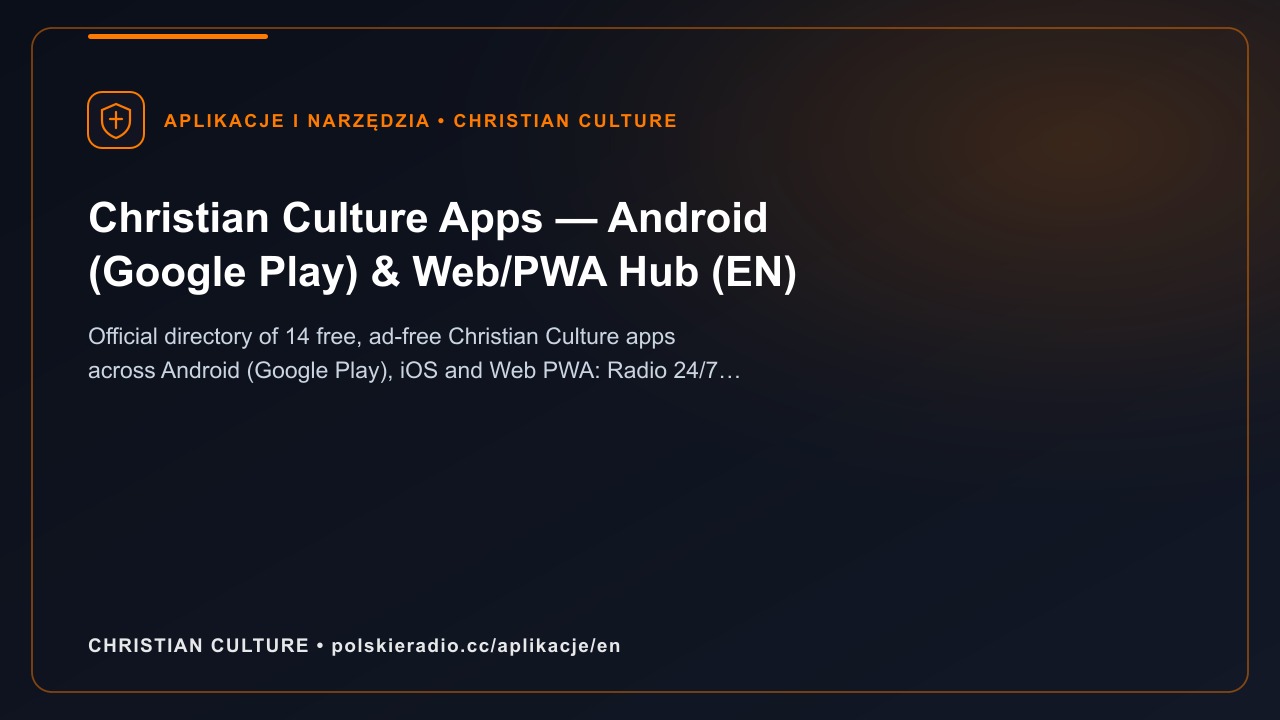 APLIKACJE I NARZĘDZIA • CHRISTIAN CULTURE
Christian Culture Apps — Android
(Google Play) & Web/PWA Hub (EN)
Official directory of 14 free, ad-free Christian Culture apps
across Android (Google Play), iOS and Web PWA: Radio 24/7…
CHRISTIAN CULTURE • polskieradio.cc/aplikacje/en